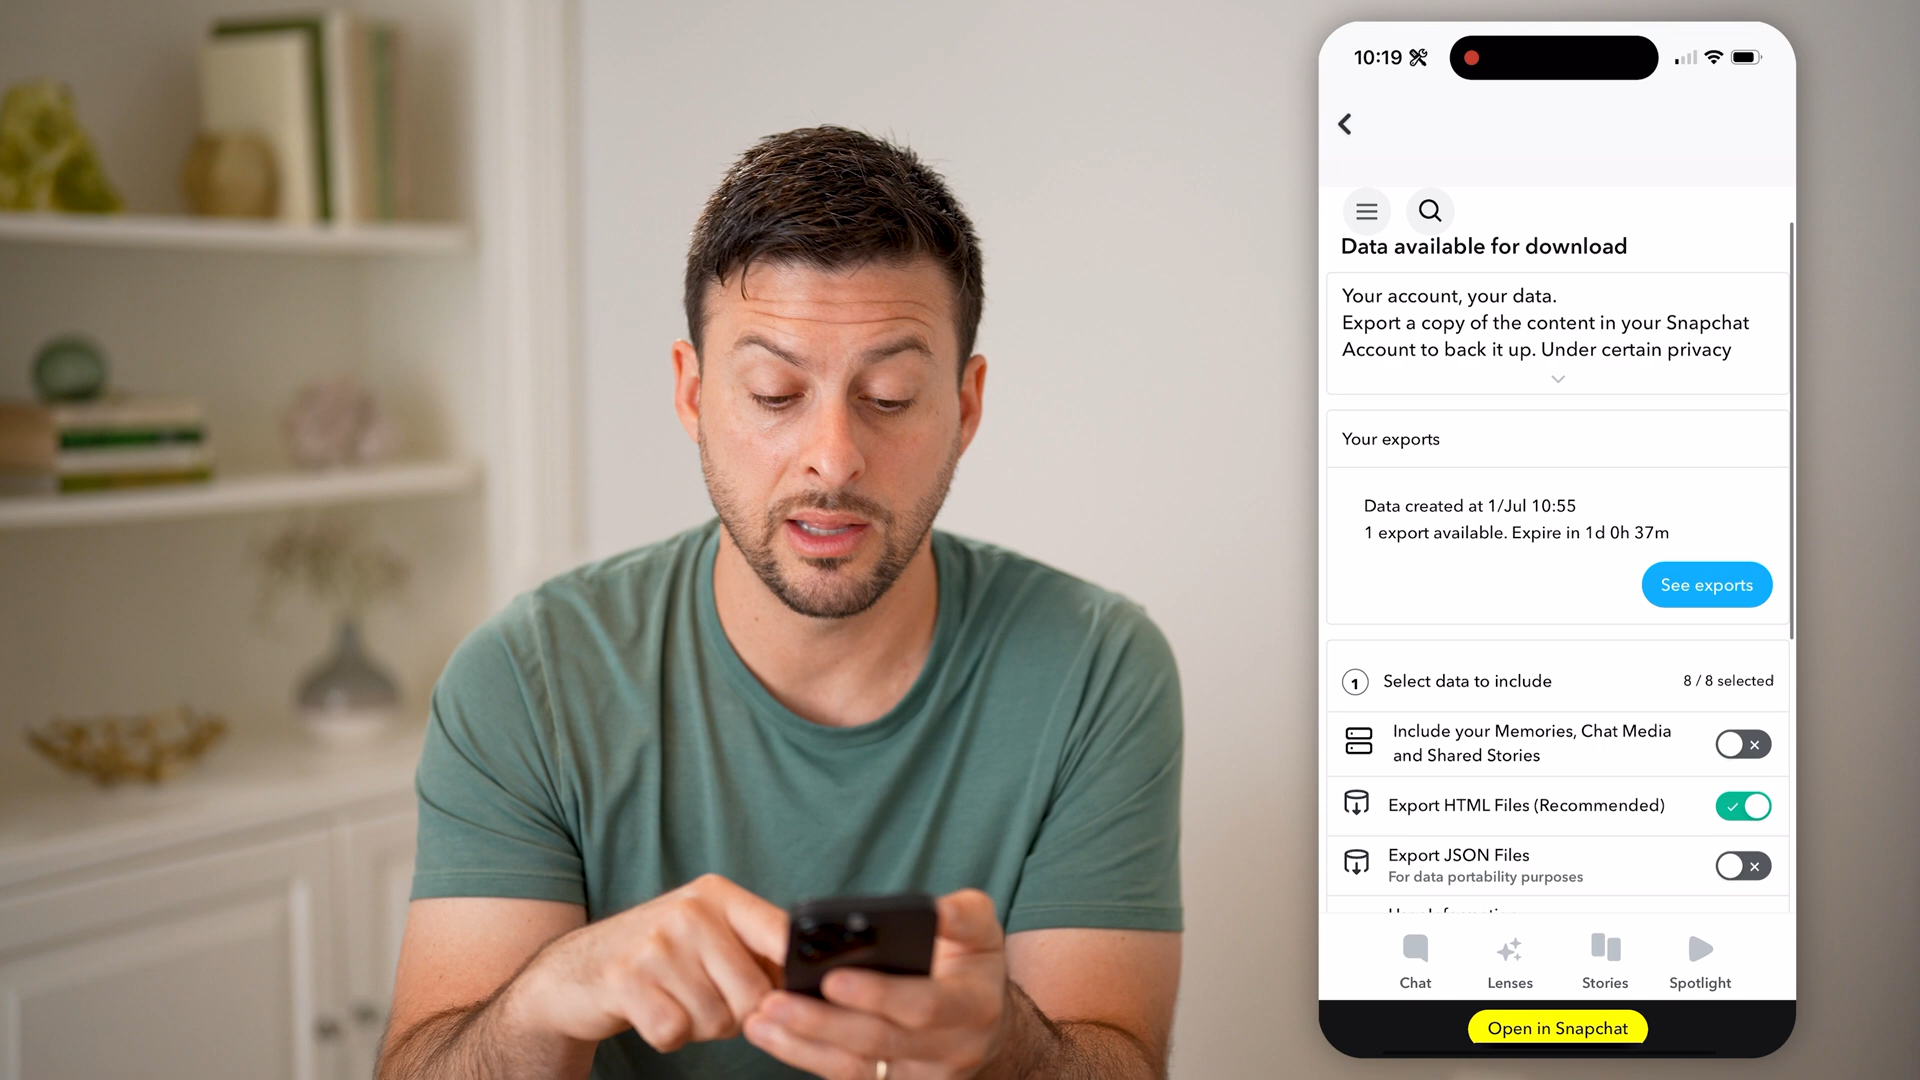 10:19
Data available for download
Your account, your data.
Export a copy of the content in your Snapchat
Account to back it up. Under certain privacy
Your exports
Data created at 1/Jul 10:55
1 export available. Expire in 1d 0h 37m
See exports
1 Select data to include 8 / 8 selected
Include your Memories, Chat Media
and Shared Stories
Export HTML Files (Recommended)
Export JSON Files
For data portability purposes
Chat Lenses Stories Spotlight
Open in Snapchat